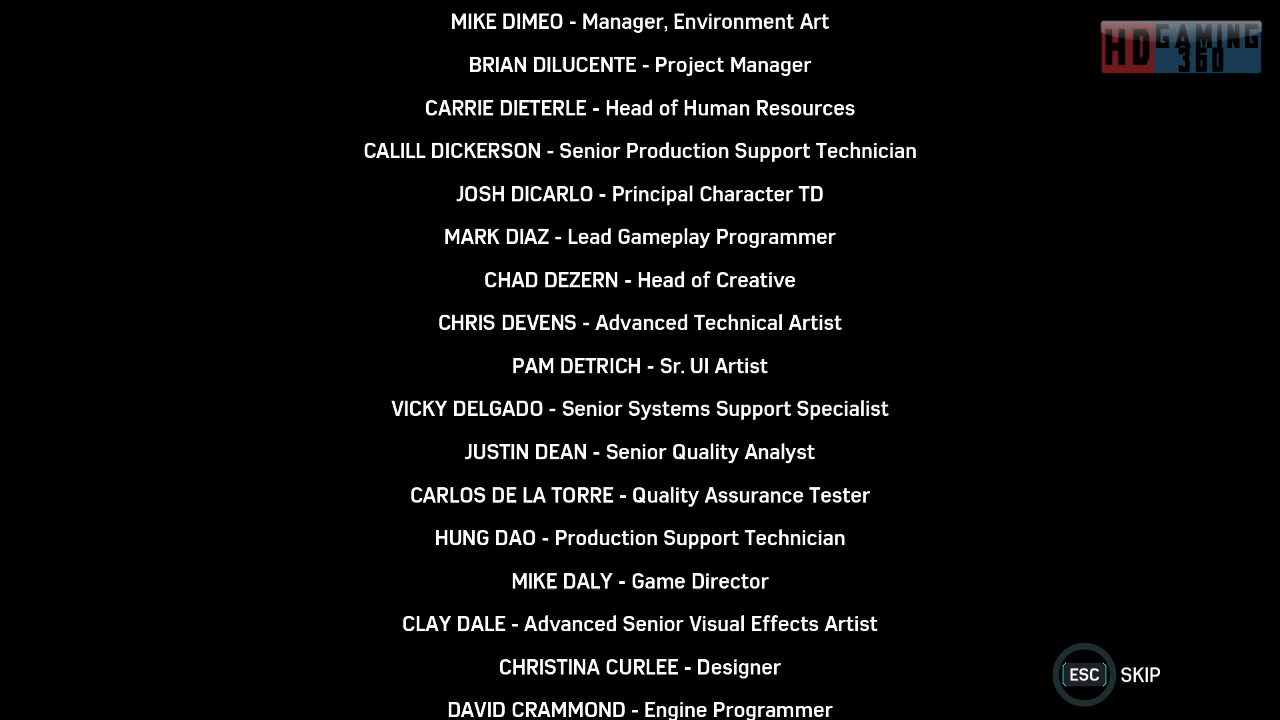 MIKE DIMEO - Manager, Environment Art
HD GAMING 360
BRIAN DILUCENTE - Project Manager
CARRIE DIETERLE - Head of Human Resources
CALILL DICKERSON - Senior Production Support Technician
JOSH DICARLO - Principal Character TD
MARK DIAZ - Lead Gameplay Programmer
CHAD DEZERN - Head of Creative
CHRIS DEVENS - Advanced Technical Artist
PAM DETRICH - Sr. UI Artist
VICKY DELGADO - Senior Systems Support Specialist
JUSTIN DEAN - Senior Quality Analyst
CARLOS DE LA TORRE - Quality Assurance Tester
HUNG DAO - Production Support Technician
MIKE DALY - Game Director
CLAY DALE - Advanced Senior Visual Effects Artist
CHRISTINA CURLEE - Designer
ESC SKIP
DAVID CRAMMOND - Engine Programmer